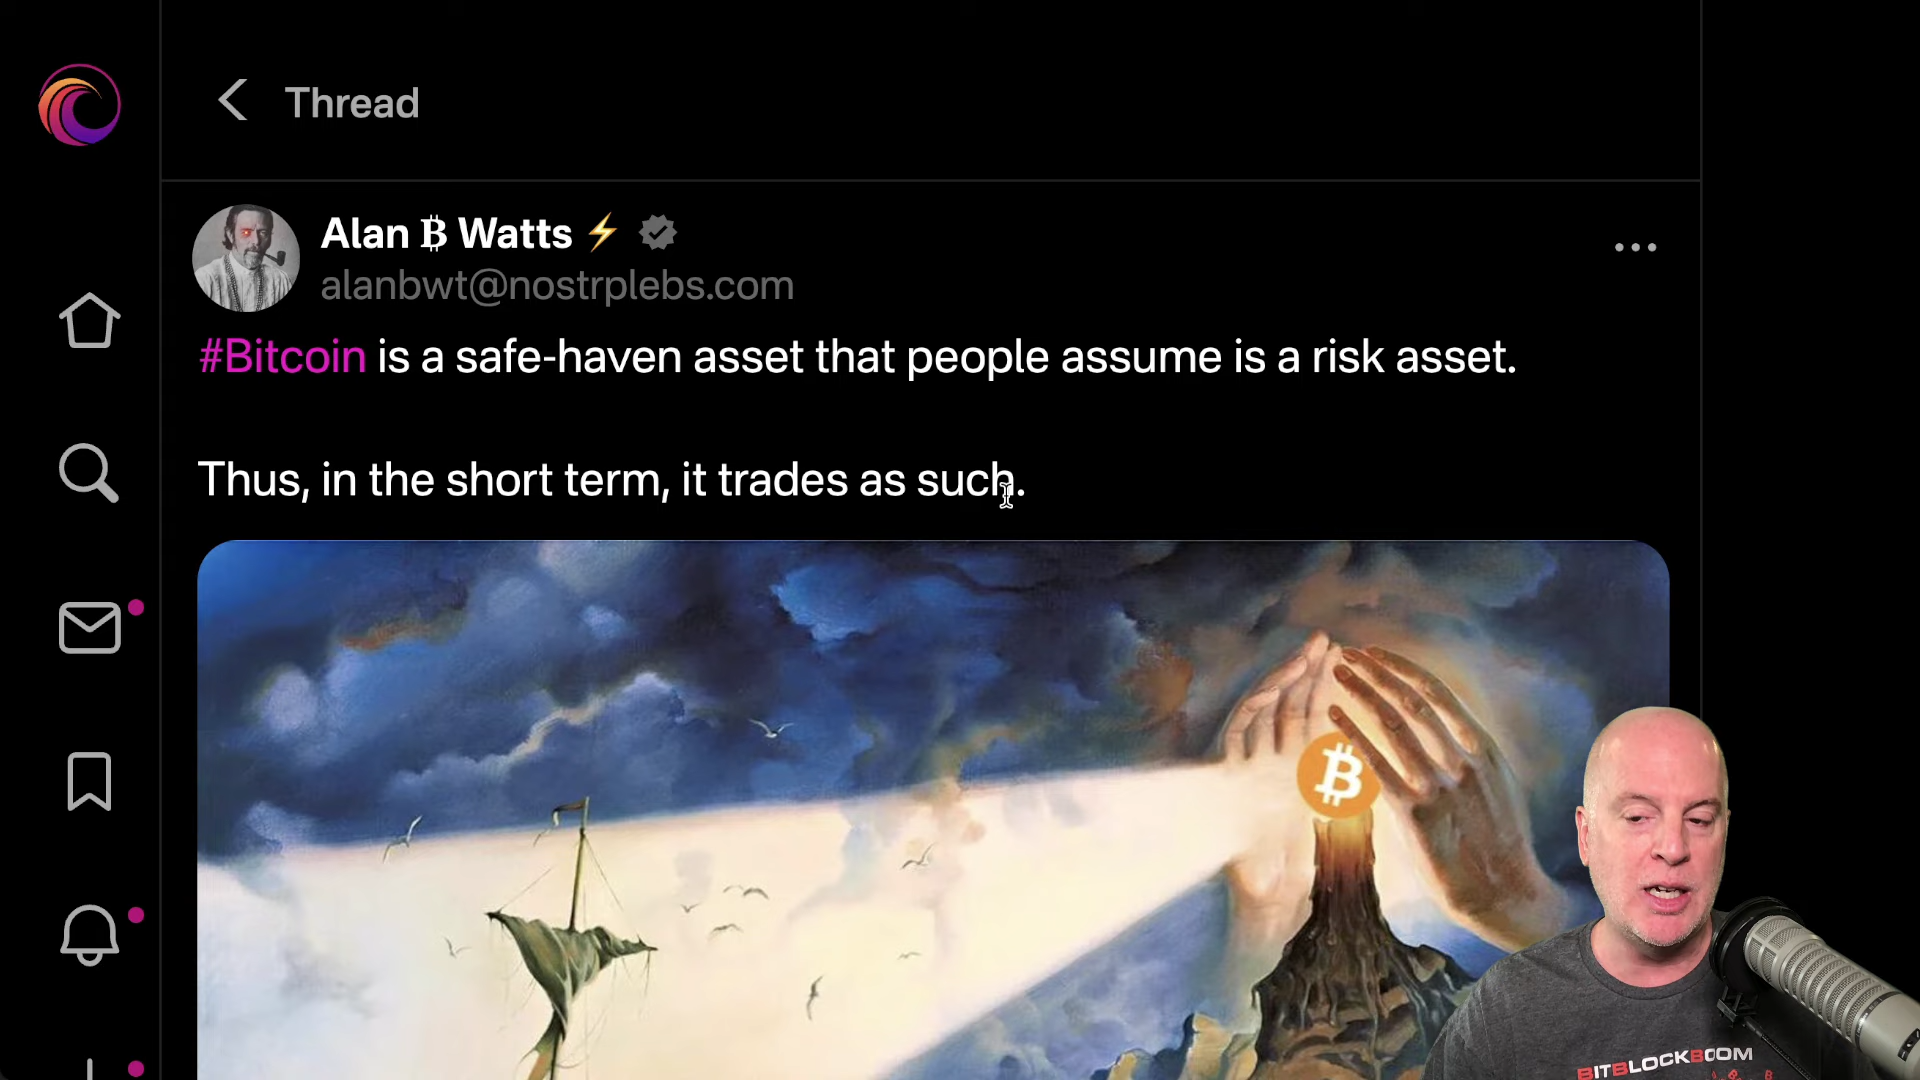 Thread
Alan ₿ Watts ⚡
alanbwt@nostrplebs.com
#Bitcoin is a safe-haven asset that people assume is a risk asset.
Thus, in the short term, it trades as such.
₿
BITBLOCKBOOM